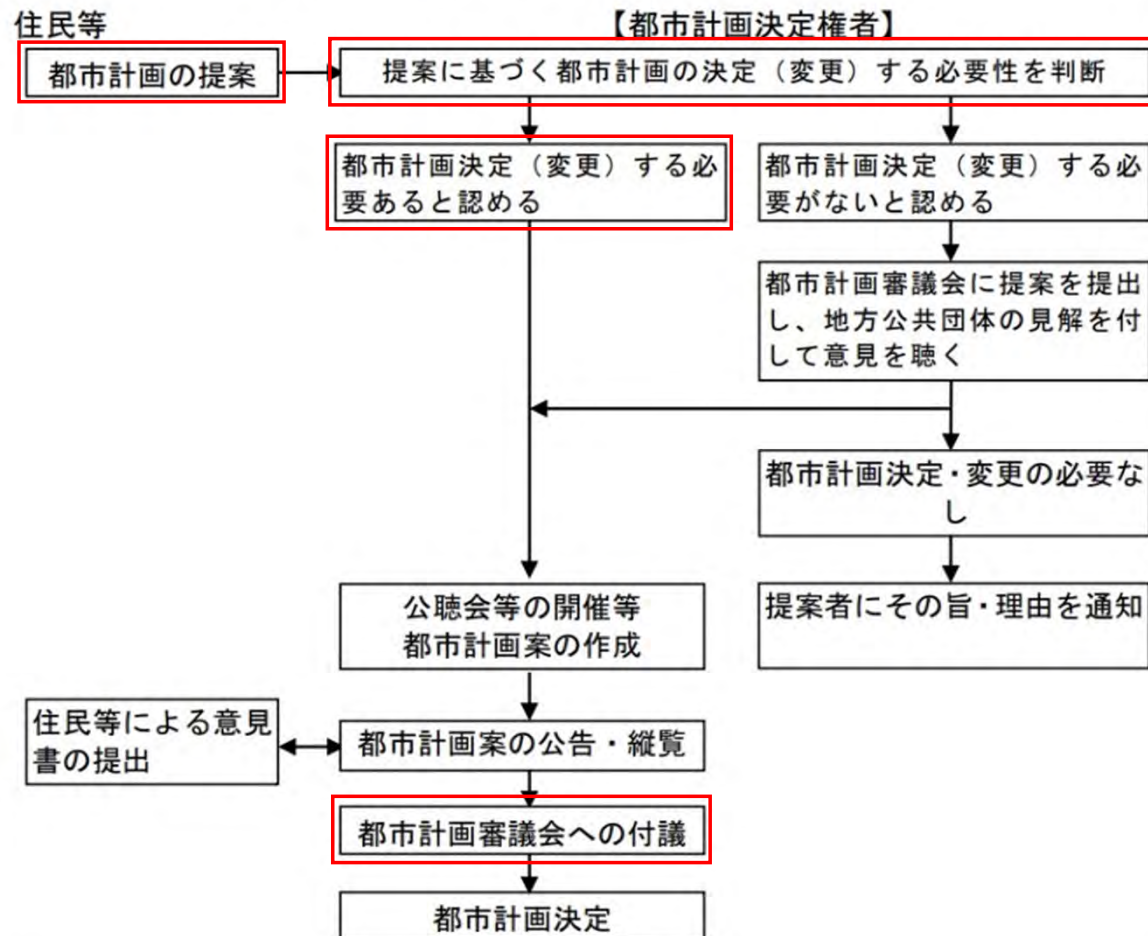 住民等
【都市計画決定権者】
都市計画の提案
提案に基づく都市計画の決定（変更）する必要性を判断
都市計画決定（変更）する必
要あると認める
都市計画決定（変更）する必
要がないと認める
都市計画審議会に提案を提出
し、地方公共団体の見解を付
して意見を聴く
都市計画決定・変更の必要な
し
公聴会等の開催等
都市計画案の作成
提案者にその旨・理由を通知
住民等による意見
書の提出
都市計画案の公告・縦覧
都市計画審議会への付議
都市計画決定